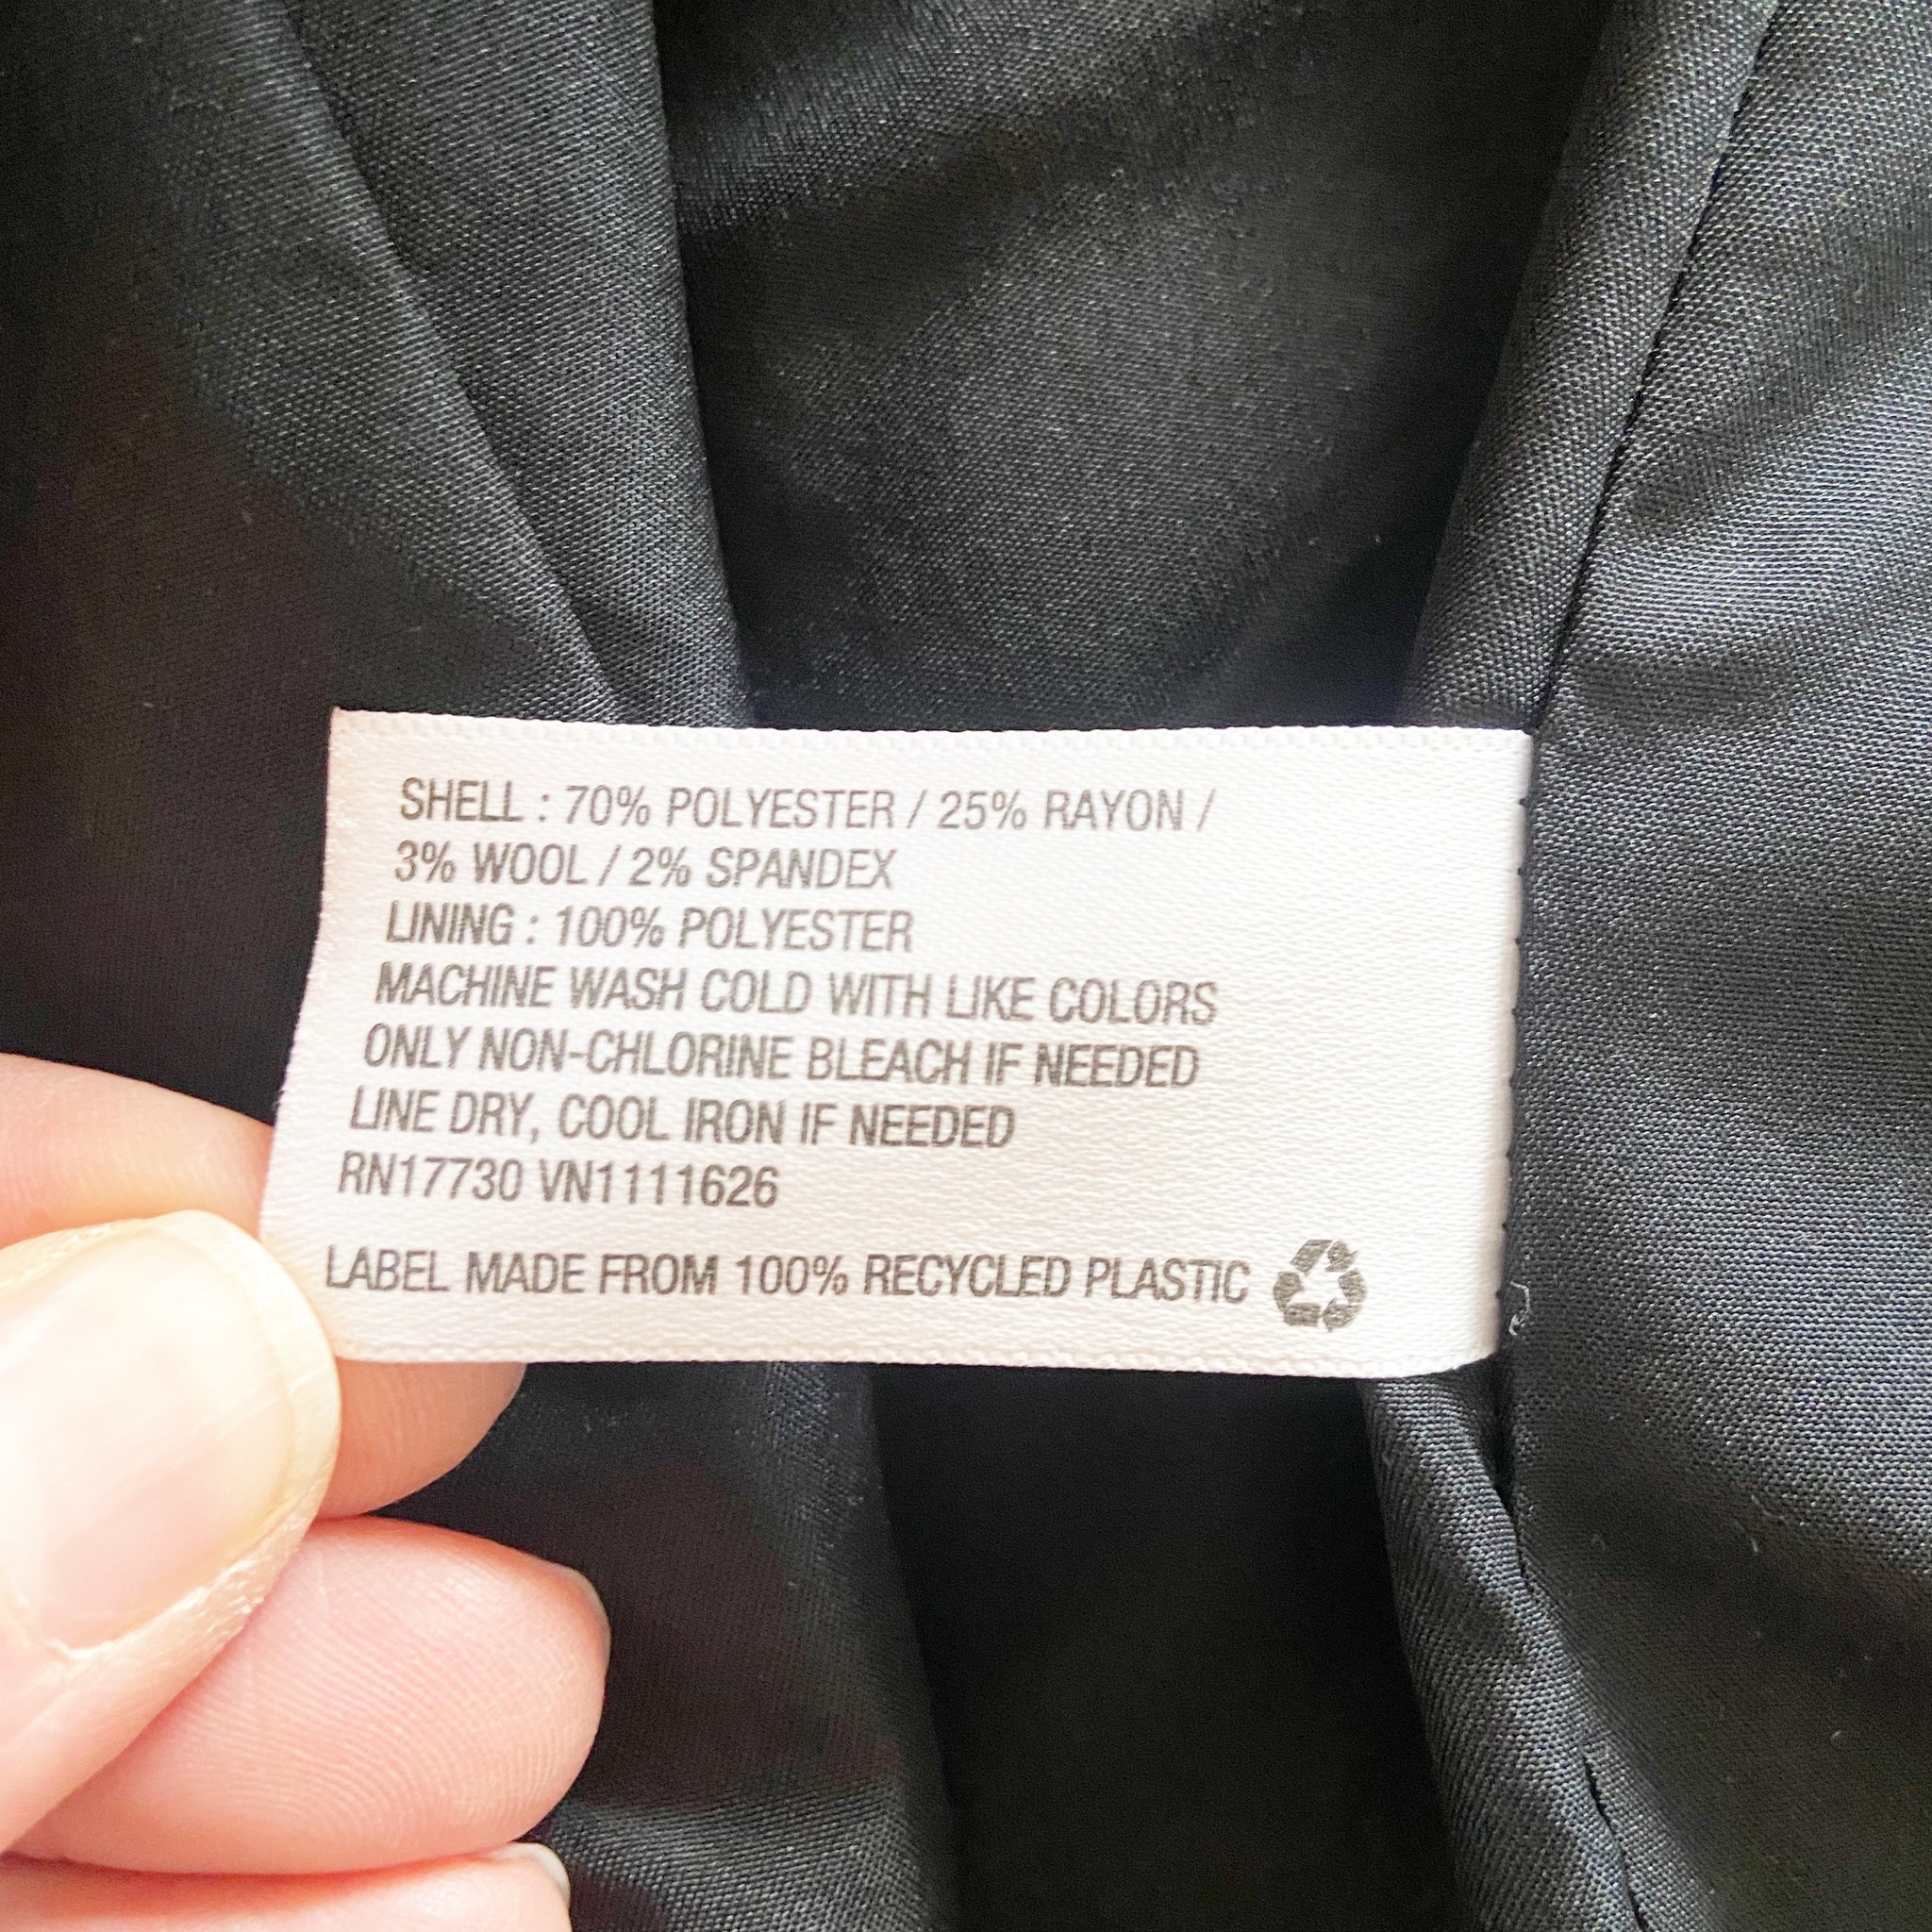 SHELL : 70% POLYESTER / 25% RAYON /
3% WOOL / 2% SPANDEX
LINING : 100% POLYESTER
MACHINE WASH COLD WITH LIKE COLORS
ONLY NON-CHLORINE BLEACH IF NEEDED
LINE DRY, COOL IRON IF NEEDED
RN17730 VN1111626
LABEL MADE FROM 100% RECYCLED PLASTIC